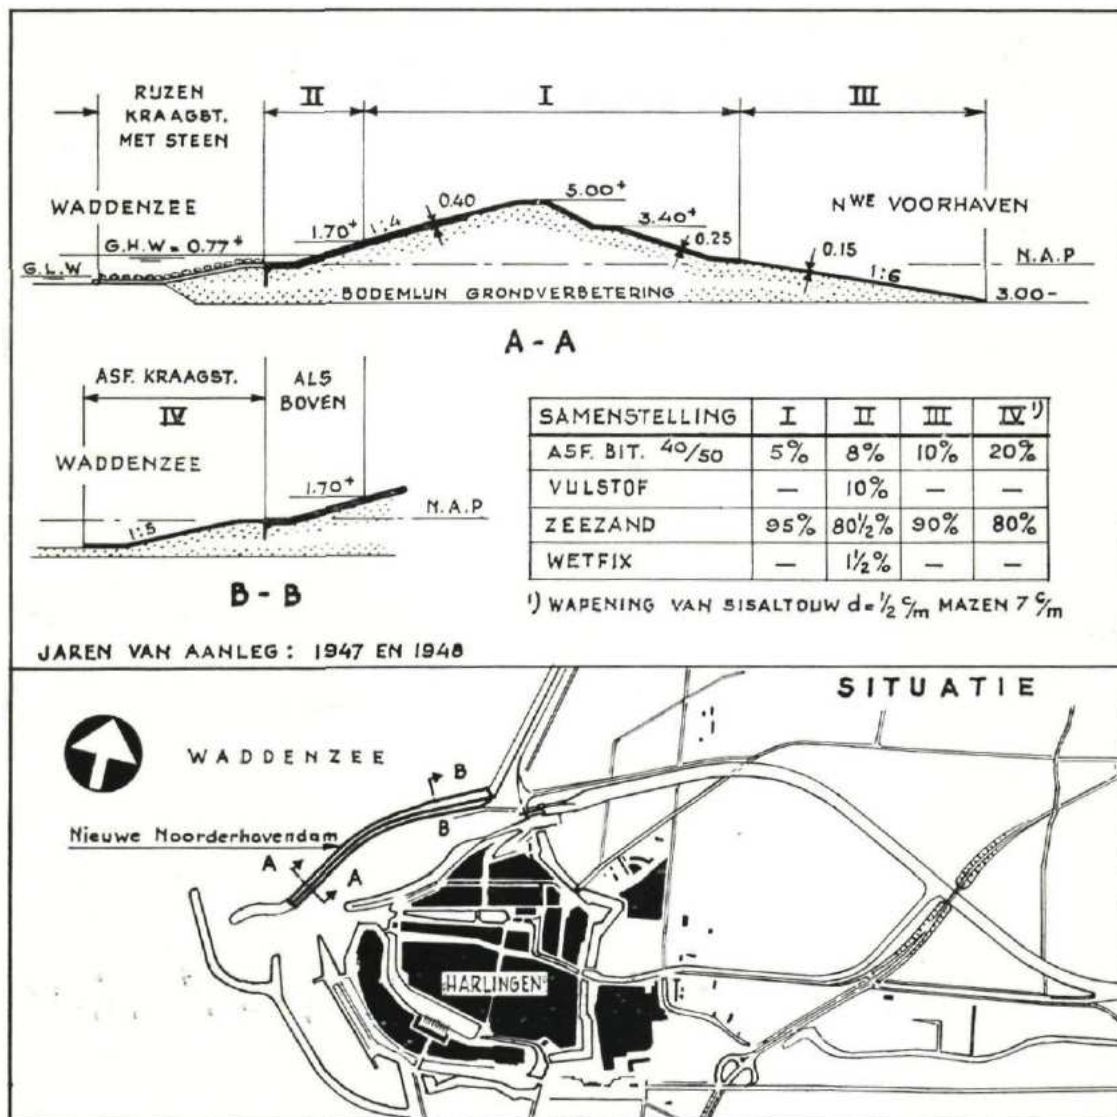 RIJZEN
KRAAGST.
MET STEEN
II
I
III
WADDENZEE
G.H.W = 0.77+
G.L.W
1.70+
1:4
0.40
5.00+
3.40+
0.25
NWE VOORHAVEN
0.15
1:6
N.A.P
3.00-
BODEMLIJN GRONDVERBETERING
A - A
ASF. KRAAGST.
IV
ALS
BOVEN
WADDENZEE
1.70+
N.A.P
1:5
B - B
SAMENSTELLING I II III IV 1)
ASF. BIT. 40/50 5% 8% 10% 20%
VULSTOF — 10% — —
ZEEZAND 95% 80½% 90% 80%
WETFIX — 1½% — —
1) WAPENING VAN SISALTOUW d=½ c/m MAZEN 7 c/m
JAREN VAN AANLEG: 1947 EN 1948
SITUATIE
WADDENZEE
B
B
Nieuwe Noorderhavendam
A
A
HARLINGEN